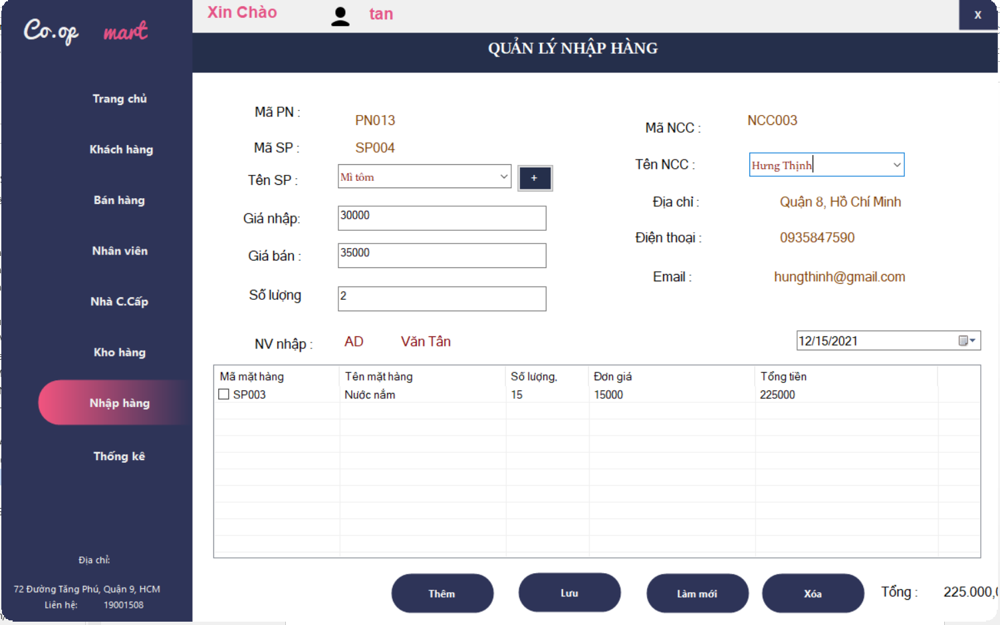 Co.op mart
Xin Chào tan
X
QUẢN LÝ NHẬP HÀNG
Trang chủ
Khách hàng
Bán hàng
Nhân viên
Nhà C.Cấp
Kho hàng
Nhập hàng
Thống kê
Địa chỉ:
72 Đường Tăng Phú, Quận 9, HCM
Liên hệ: 19001508
Mã PN : PN013
Mã SP : SP004
Tên SP : Mì tôm +
Giá nhập: 30000
Giá bán : 35000
Số lượng 2
Mã NCC : NCC003
Tên NCC : Hưng Thịnh
Địa chỉ : Quận 8, Hồ Chí Minh
Điện thoại : 0935847590
Email : hungthinh@gmail.com
NV nhập : AD Văn Tân
12/15/2021
Mã mặt hàng Tên mặt hàng Số lượng, Đơn giá Tổng tiền
SP003 Nước nắm 15 15000 225000
Thêm Lưu Làm mới Xóa Tổng : 225.000,